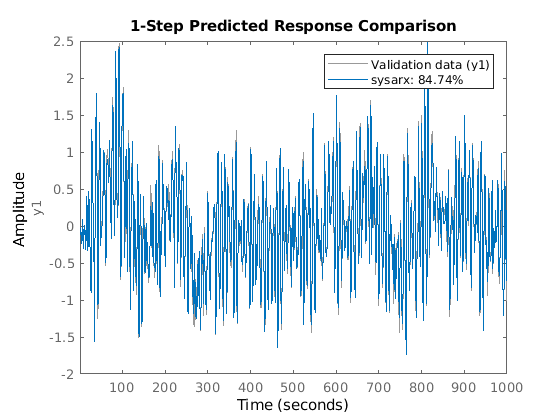 1-Step Predicted Response Comparison
2.5
2
1.5
1
0.5
0
-0.5
-1
-1.5
-2
Amplitude
y1
Validation data (y1)
sysarx: 84.74%
100 200 300 400 500 600 700 800 900 1000
Time (seconds)